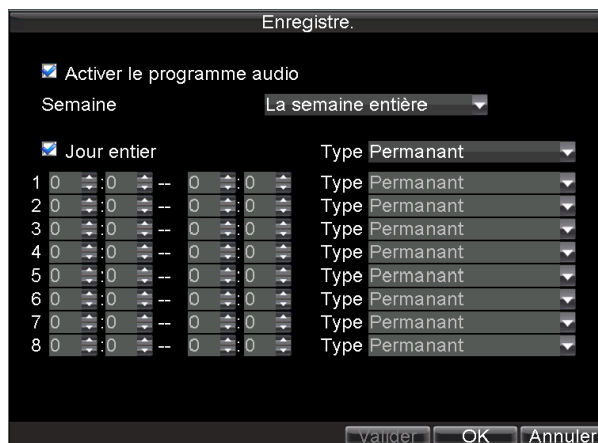 Enregistre.
Activer le programme audio
Semaine La semaine entière
Jour entier Type Permanant
1 0 :0 -- 0 :0 Type Permanant
2 0 :0 -- 0 :0 Type Permanant
3 0 :0 -- 0 :0 Type Permanant
4 0 :0 -- 0 :0 Type Permanant
5 0 :0 -- 0 :0 Type Permanant
6 0 :0 -- 0 :0 Type Permanant
7 0 :0 -- 0 :0 Type Permanant
8 0 :0 -- 0 :0 Type Permanant
Valider OK Annuler